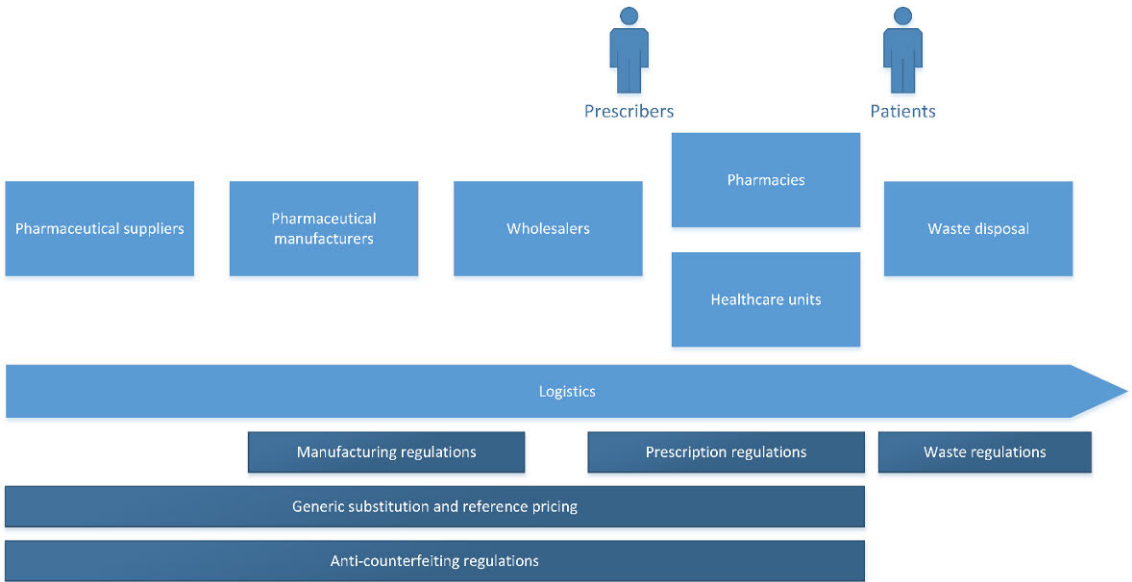 Prescribers
Patients
Pharmaceutical suppliers
Pharmaceutical
manufacturers
Wholesalers
Pharmacies
Healthcare units
Waste disposal
Logistics
Manufacturing regulations
Prescription regulations
Waste regulations
Generic substitution and reference pricing
Anti-counterfeiting regulations